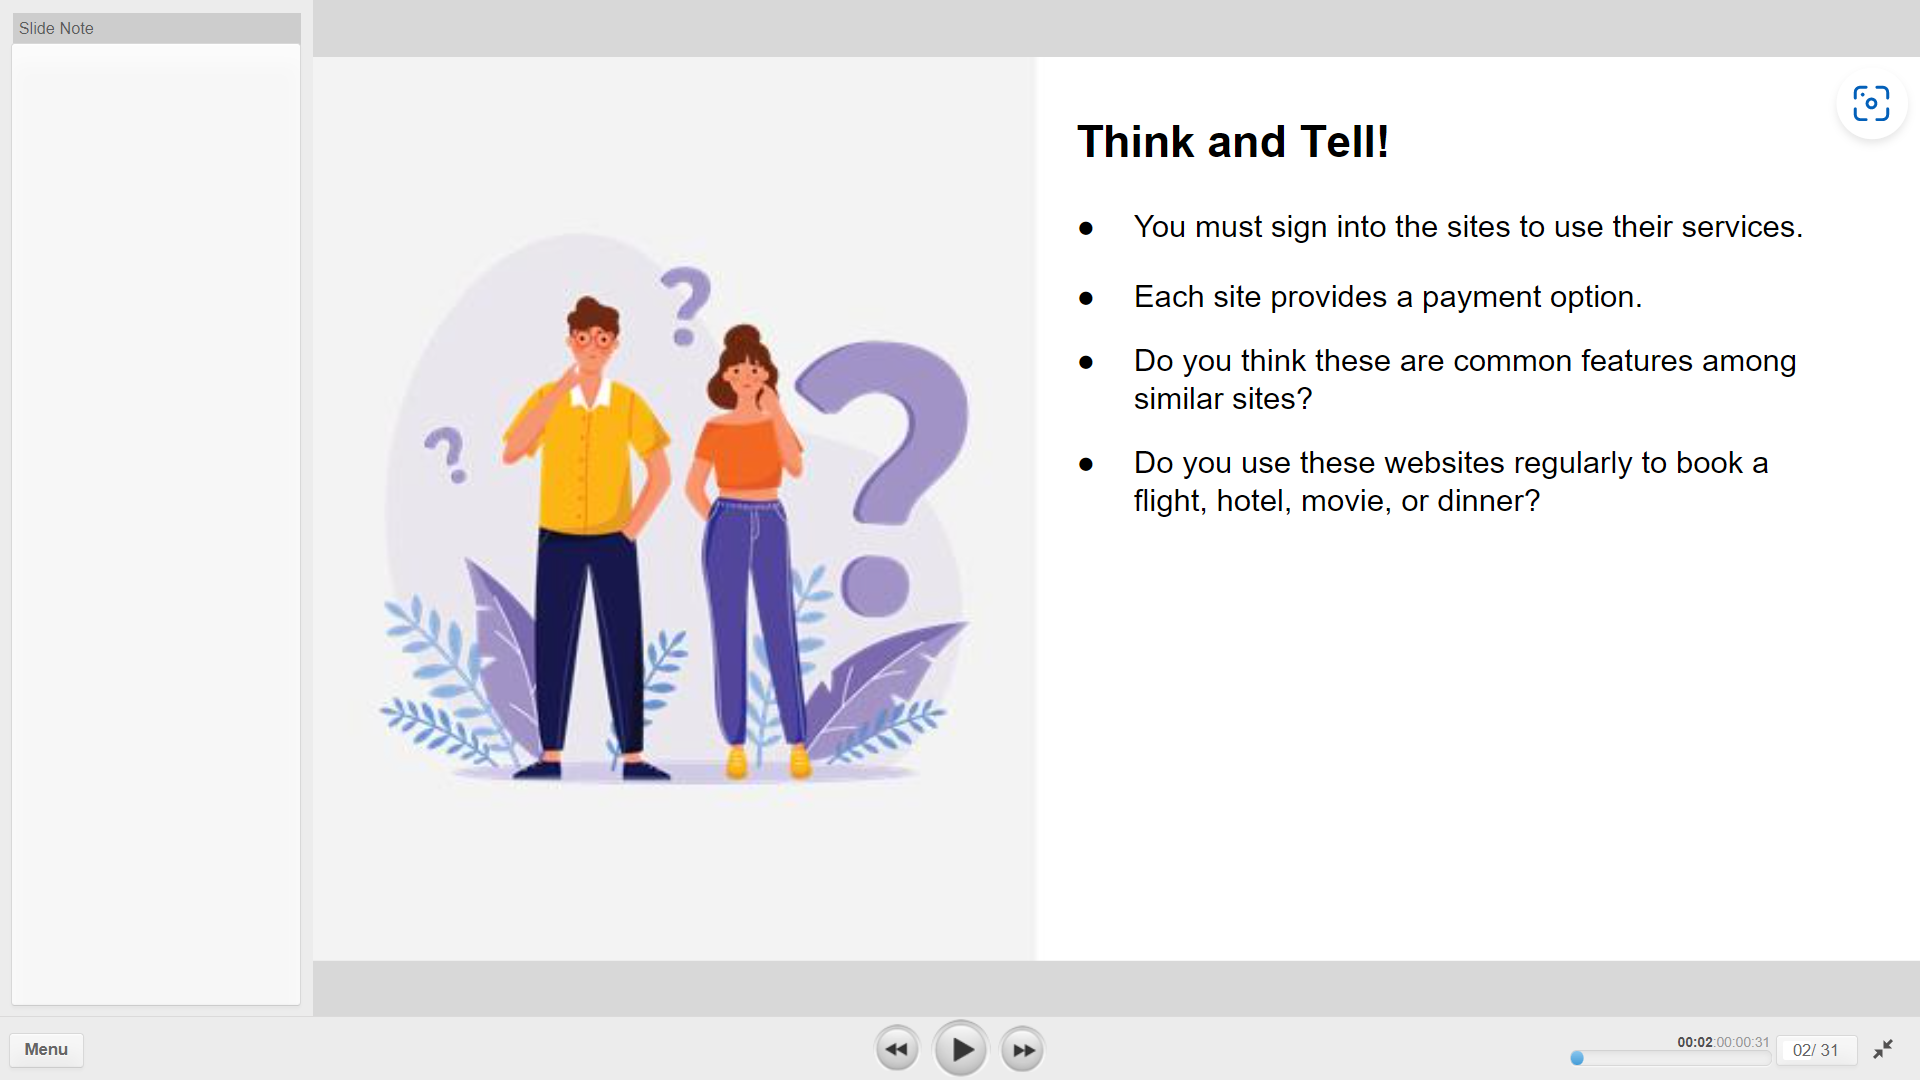 Slide Note
Think and Tell!
● You must sign into the sites to use their services.
● Each site provides a payment option.
● Do you think these are common features among
similar sites?
● Do you use these websites regularly to book a
flight, hotel, movie, or dinner?
Menu
00:02:00:00:31
02/ 31